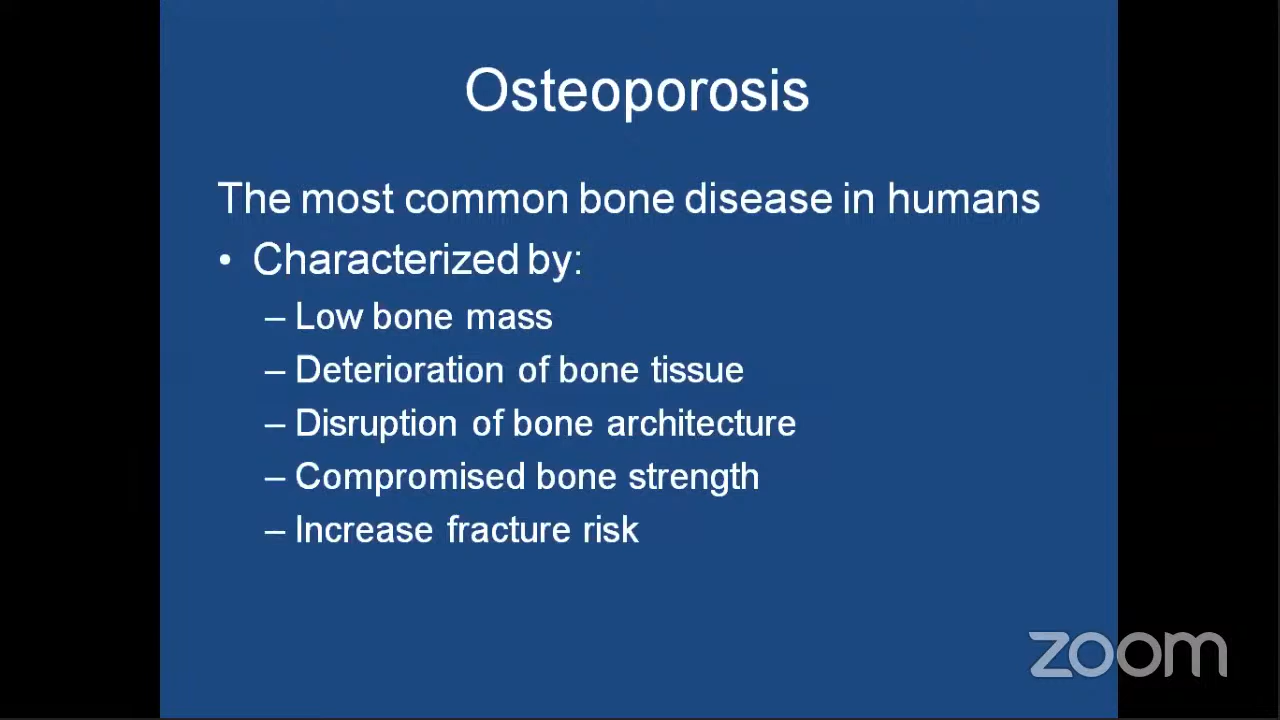 Osteoporosis
The most common bone disease in humans
• Characterized by:
– Low bone mass
– Deterioration of bone tissue
– Disruption of bone architecture
– Compromised bone strength
– Increase fracture risk
zoom